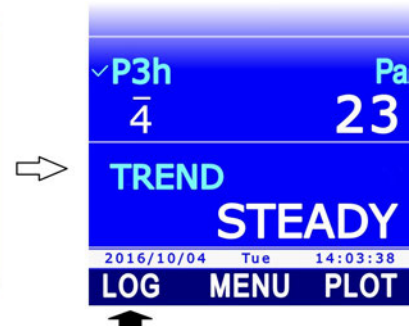 ✓P3h Pa
4̅ 23
TREND
STEADY
2016/10/04 Tue 14:03:38
LOG MENU PLOT